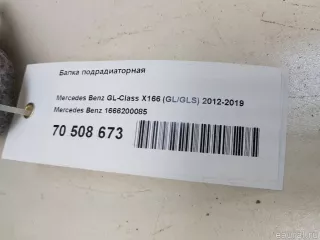 Балка подрадиаторная
Mercedes Benz GL-Class X166 (GL/GLS) 2012-2019
Mercedes Benz 1666200085
70 508 673